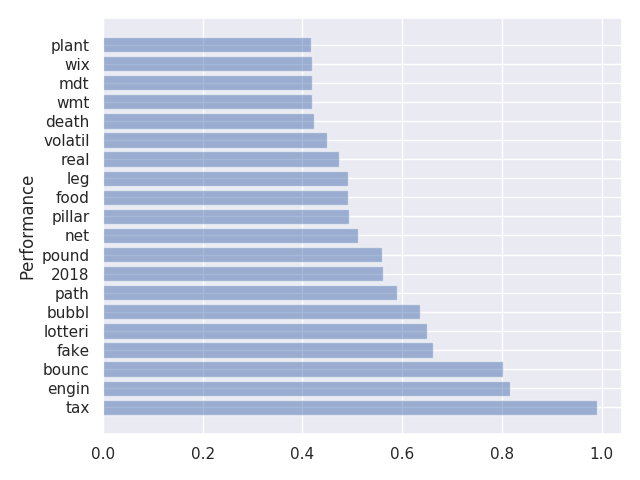 Performance
plant
wix
mdt
wmt
death
volatil
real
leg
food
pillar
net
pound
2018
path
bubbl
lotteri
fake
bounc
engin
tax
0.0 0.2 0.4 0.6 0.8 1.0